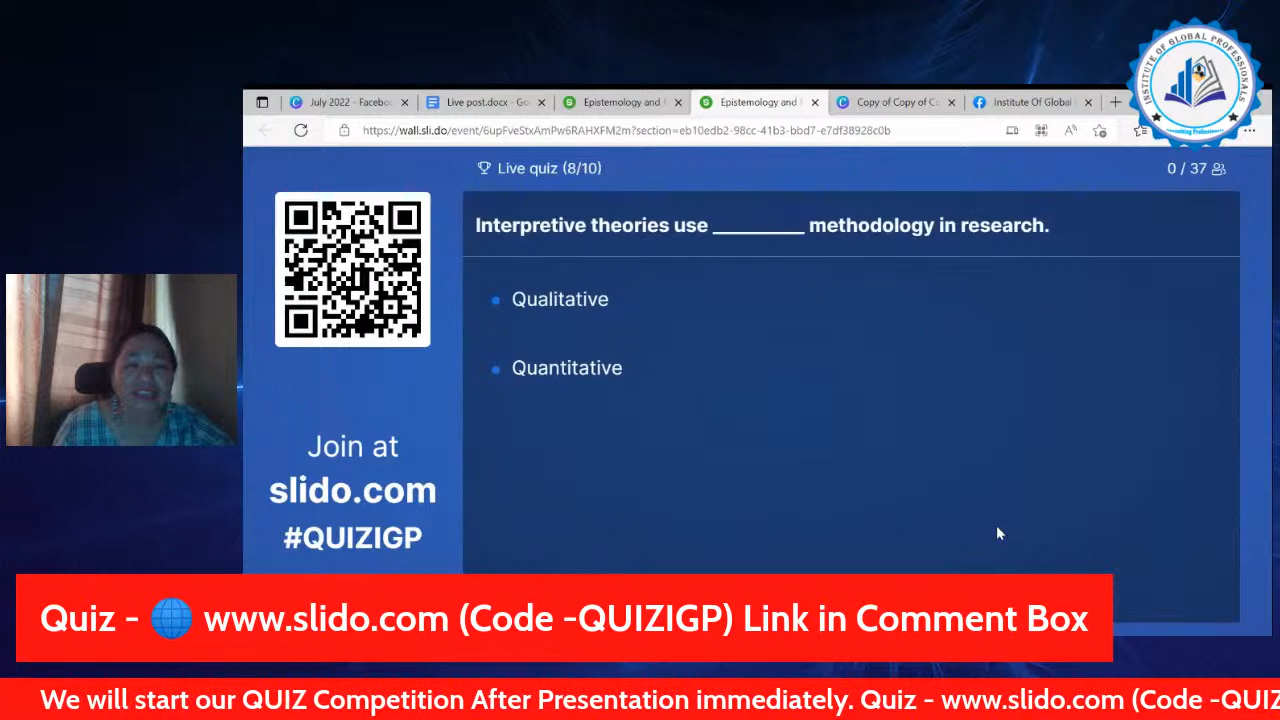 INSTITUTE OF GLOBAL PROFESSIONALS
July 2022 - Faceboo
Live post.docx - Go
Epistemology and
Epistemology and
Copy of Copy of C
Institute Of Global
https://wall.sli.do/event/6upFveStxAmPw6RAHXFM2m?section=eb10edb2-98cc-41b3-bbd7-e7df38928c0b
Live quiz (8/10)
0 / 37
Interpretive theories use _________ methodology in research.
Qualitative
Quantitative
Join at
slido.com
#QUIZIGP
Quiz - 🌐 www.slido.com (Code -QUIZIGP) Link in Comment Box
We will start our QUIZ Competition After Presentation immediately. Quiz - www.slido.com (Code -QUIZ